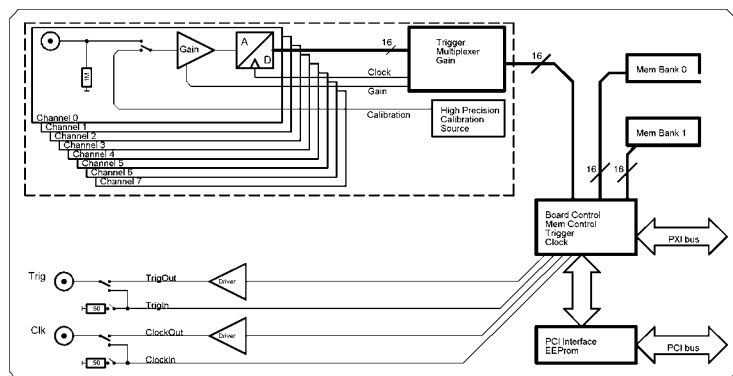 16
Trigger
Multiplexer
Gain
16
Mem Bank 0
Gain
A
D
1M
Clock
Gain
Calibration
High Precision
Calibration
Source
Mem Bank 1
Channel 0
Channel 1
Channel 2
Channel 3
Channel 4
Channel 5
Channel 6
Channel 7
16
16
Board Control
Mem Control
Trigger
Clock
PXI bus
Trig
TrigOut
Driver
50
TrigIn
Clk
ClockOut
Driver
50
ClockIn
PCI Interface
EEProm
PCI bus